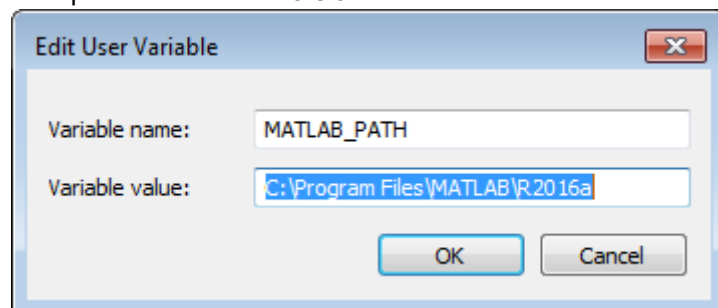 Edit User Variable
Variable name: MATLAB_PATH
Variable value: C:\Program Files\MATLAB\R2016a
OK Cancel